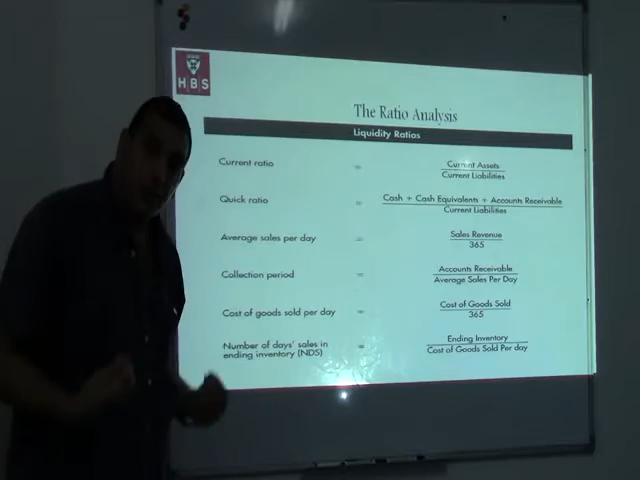 HBS
The Ratio Analysis
Liquidity Ratios
Current ratio = Current Assets
Current Liabilities
Quick ratio = Cash + Cash Equivalents + Accounts Receivable
Current Liabilities
Average sales per day = Sales Revenue
365
Collection period = Accounts Receivable
Average Sales Per Day
Cost of goods sold per day = Cost of Goods Sold
365
Number of days' sales in
ending inventory (NDS) = Ending Inventory
Cost of Goods Sold Per day